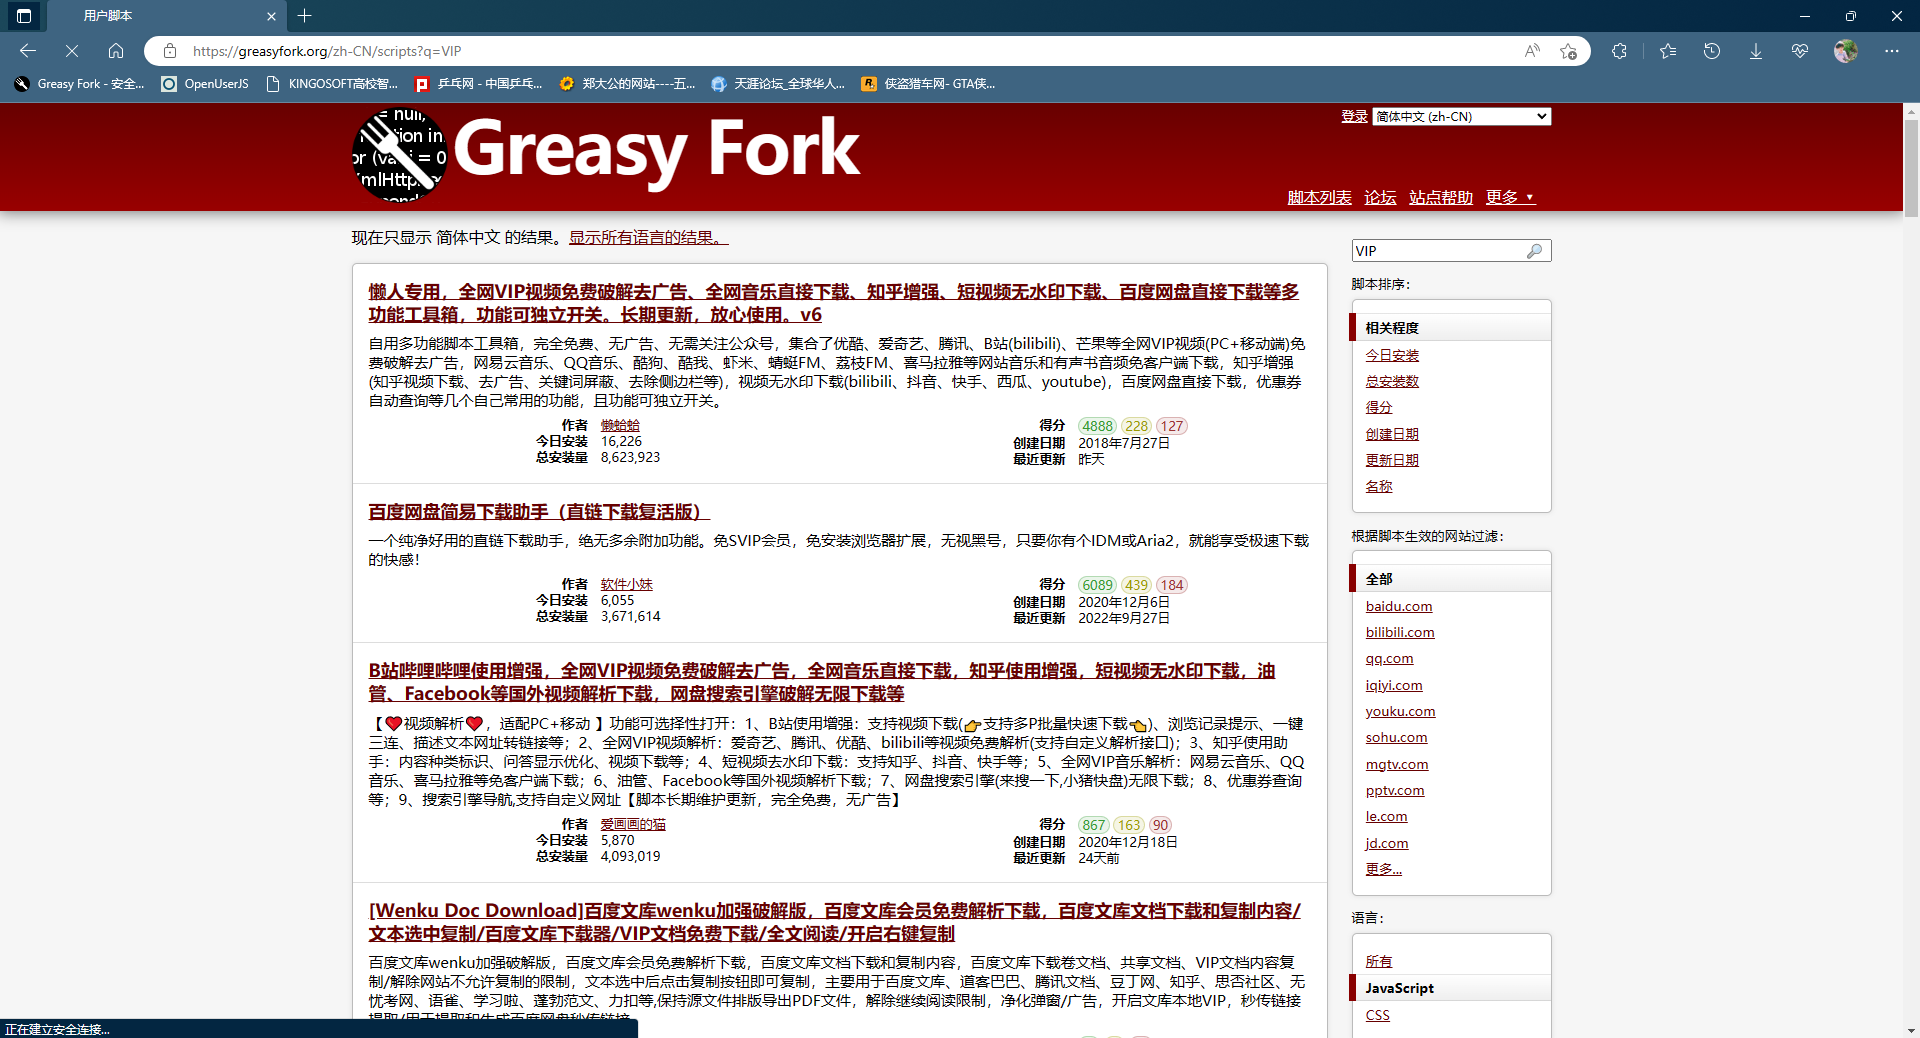 用户脚本
https://greasyfork.org/zh-CN/scripts?q=VIP
Greasy Fork - 安全...
OpenUserJS
KINGOSOFT高校智...
乒乓网 - 中国乒乓...
郑大公的网站----五...
天涯论坛_全球华人...
侠盗猎车网- GTA侠...
Greasy Fork
登录
简体中文 (zh-CN)
脚本列表 论坛 站点帮助 更多
现在只显示 简体中文 的结果。显示所有语言的结果。
懒人专用，全网VIP视频免费破解去广告、全网音乐直接下载、知乎增强、短视频无水印下载、百度网盘直接下载等多
功能工具箱，功能可独立开关。长期更新，放心使用。v6
自用多功能脚本工具箱，完全免费、无广告、无需关注公众号，集合了优酷、爱奇艺、腾讯、B站(bilibili)、芒果等全网VIP视频(PC+移动端)免
费破解去广告，网易云音乐、QQ音乐、酷狗、酷我、虾米、蜻蜓FM、荔枝FM、喜马拉雅等网站音乐和有声书音频免客户端下载，知乎增强
(知乎视频下载、去广告、关键词屏蔽、去除侧边栏等)，视频无水印下载(bilibili、抖音、快手、西瓜、youtube)，百度网盘直接下载，优惠券
自动查询等几个自己常用的功能，且功能可独立开关。
作者 懒蛤蛤
今日安装 16,226
总安装量 8,623,923
得分 4888 228 127
创建日期 2018年7月27日
最近更新 昨天
百度网盘简易下载助手（直链下载复活版）
一个纯净好用的直链下载助手，绝无多余附加功能。免SVIP会员，免安装浏览器扩展，无视黑号，只要你有个IDM或Aria2，就能享受极速下载
的快感！
作者 软件小妹
今日安装 6,055
总安装量 3,671,614
得分 6089 439 184
创建日期 2020年12月6日
最近更新 2022年9月27日
B站哔哩哔哩使用增强，全网VIP视频免费破解去广告，全网音乐直接下载，知乎使用增强，短视频无水印下载，油
管、Facebook等国外视频解析下载，网盘搜索引擎破解无限下载等
【❤️视频解析❤️，适配PC+移动 】功能可选择性打开：1、B站使用增强：支持视频下载(👉支持多P批量快速下载👈)、浏览记录提示、一键
三连、描述文本网址转链接等；2、全网VIP视频解析：爱奇艺、腾讯、优酷、bilibili等视频免费解析(支持自定义解析接口)；3、知乎使用助
手：内容种类标识、问答显示优化、视频下载等；4、短视频去水印下载：支持知乎、抖音、快手等；5、全网VIP音乐解析：网易云音乐、QQ
音乐、喜马拉雅等免客户端下载；6、油管、Facebook等国外视频解析下载；7、网盘搜索引擎(来搜一下,小猪快盘)无限下载；8、优惠券查询
等；9、搜索引擎导航,支持自定义网址【脚本长期维护更新，完全免费，无广告】
作者 爱画画的猫
今日安装 5,870
总安装量 4,093,019
得分 867 163 90
创建日期 2020年12月18日
最近更新 24天前
[Wenku Doc Download]百度文库wenku加强破解版，百度文库会员免费解析下载，百度文库文档下载和复制内容/
文本选中复制/百度文库下载器/VIP文档免费下载/全文阅读/开启右键复制
百度文库wenku加强破解版，百度文库会员免费解析下载，百度文库文档下载和复制内容，百度文库下载卷文档、共享文档、VIP文档内容复
制/解除网站不允许复制的限制，文本选中后点击复制按钮即可复制，主要用于百度文库、道客巴巴、腾讯文档、豆丁网、知乎、思否社区、无
忧考网、语雀、学习啦、蓬勃范文、力扣等,保持源文件排版导出PDF文件，解除继续阅读限制，净化弹窗/广告，开启文库本地VIP，秒传链接
VIP
脚本排序：
相关程度
今日安装
总安装数
得分
创建日期
更新日期
名称
根据脚本生效的网站过滤：
全部
baidu.com
bilibili.com
qq.com
iqiyi.com
youku.com
sohu.com
mgtv.com
pptv.com
le.com
jd.com
更多...
语言：
所有
JavaScript
CSS
正在建立安全连接...